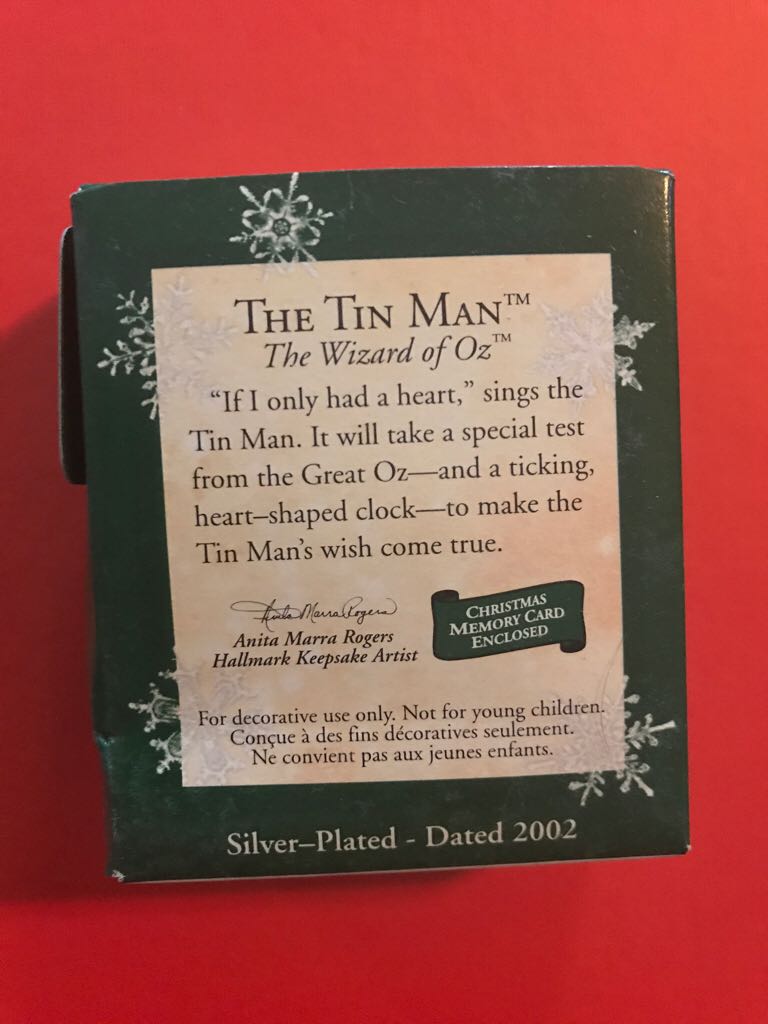 THE TIN MAN™
The Wizard of Oz™
“If I only had a heart,” sings the
Tin Man. It will take a special test
from the Great Oz—and a ticking,
heart–shaped clock—to make the
Tin Man’s wish come true.
Anita Marra Rogers
Anita Marra Rogers
Hallmark Keepsake Artist
CHRISTMAS
MEMORY CARD
ENCLOSED
For decorative use only. Not for young children.
Conçue à des fins décoratives seulement.
Ne convient pas aux jeunes enfants.
Silver–Plated - Dated 2002